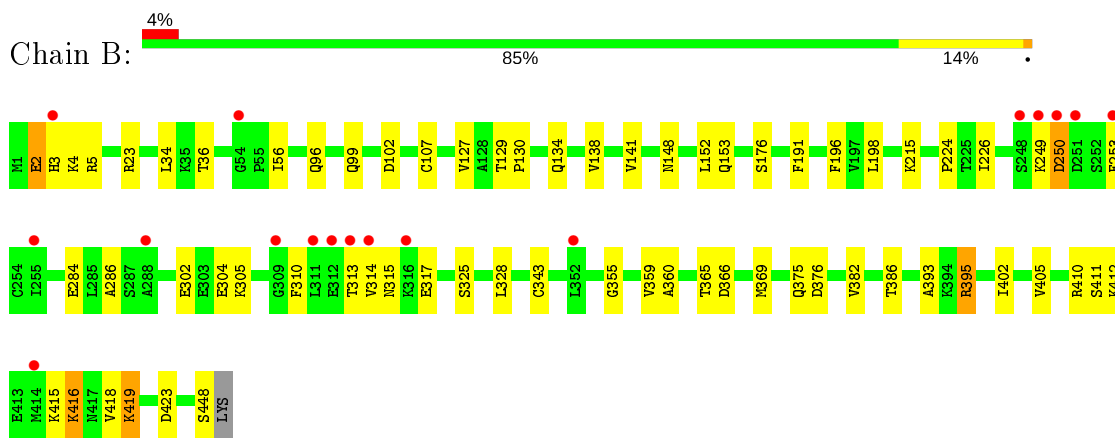 4%
Chain B:
85% 14% •
M1 E2 H3 K4 R5 R23 L34 K35 T36 G54 P55 I56 Q96 Q99 D102 C107 V127 A128 T129 P130 Q134 V138 V141 N148 L152 Q153 S176 F191 F196 V197 L198 K215 P224 T225 I226 S248 K249 D250 D251 S252
C254 I255 E284 L285 A286 S287 A288 E302 E303 E304 K305 G309 F310 L311 E312 T313 V314 N315 K316 E317 S325 L328 C343 L352 G355 V359 A360 T365 D366 M369 Q375 D376 V382 T386 A393 K394 R395 I402 V405 R410 S411
E413 M414 K415 K416 N417 V418 K419 D423 S448 LYS